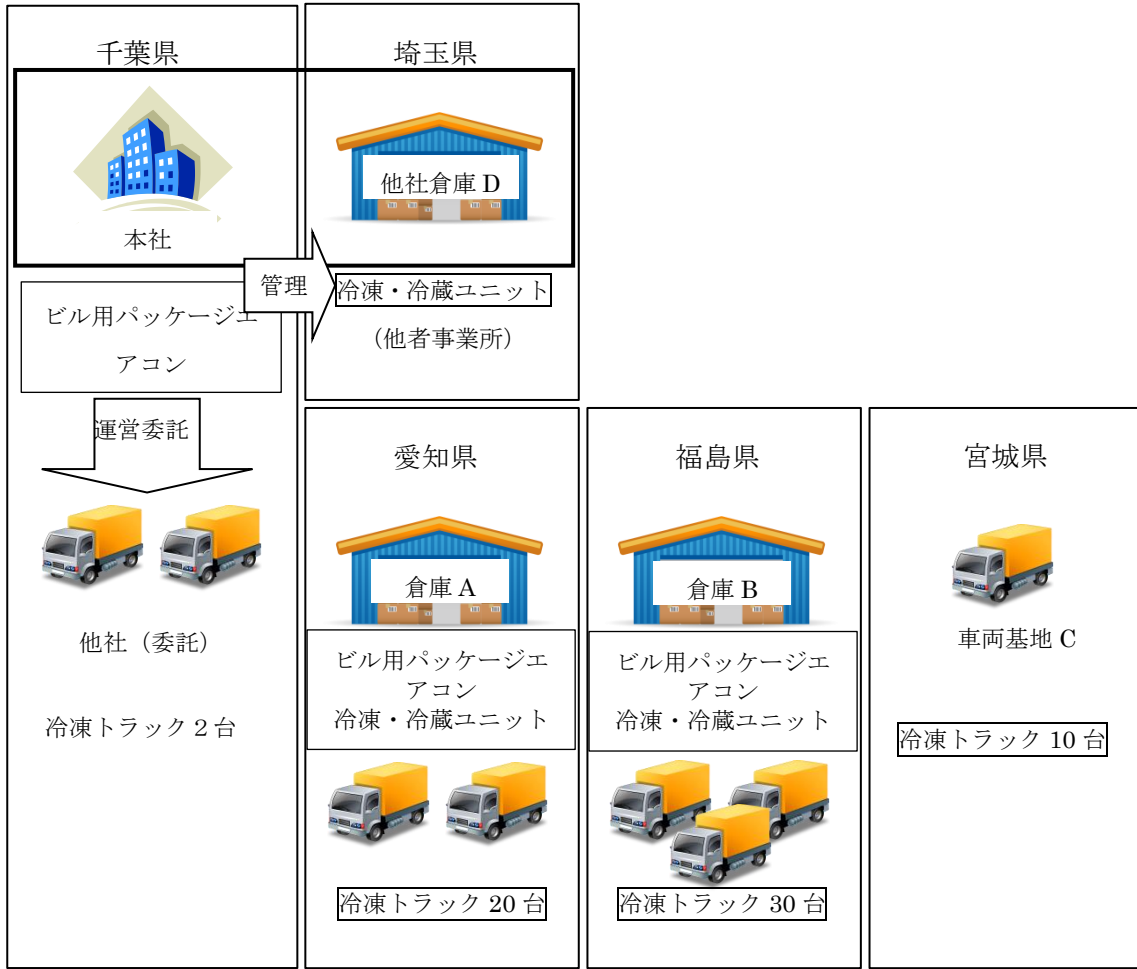 千葉県
本社
ビル用パッケージエ
アコン
運営委託
他社（委託）
冷凍トラック２台
管理
埼玉県
他社倉庫 D
冷凍・冷蔵ユニット
（他者事業所）
愛知県
倉庫 A
ビル用パッケージエ
アコン
冷凍・冷蔵ユニット
冷凍トラック 20 台
福島県
倉庫 B
ビル用パッケージエ
アコン
冷凍・冷蔵ユニット
冷凍トラック 30 台
宮城県
車両基地 C
冷凍トラック 10 台